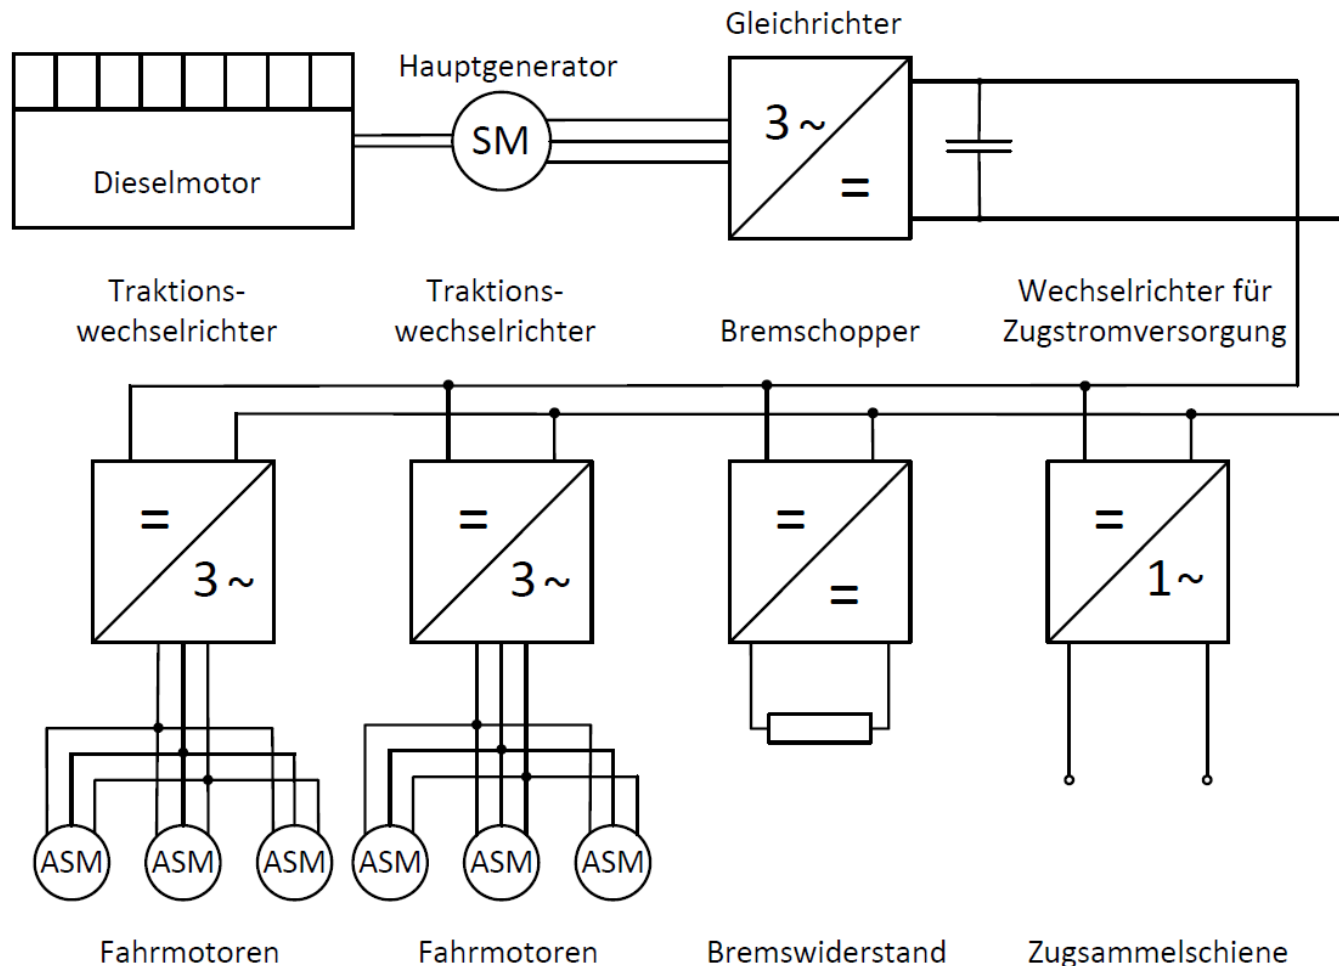 Gleichrichter
Hauptgenerator
3 ~
SM
=
Dieselmotor
Traktions-
wechselrichter
Traktions-
wechselrichter
Bremschopper
Wechselrichter für
Zugstromversorgung
=
3 ~
=
3 ~
=
=
=
1 ~
ASM
ASM
ASM
ASM
ASM
ASM
Fahrmotoren
Fahrmotoren
Bremswiderstand
Zugsammelschiene